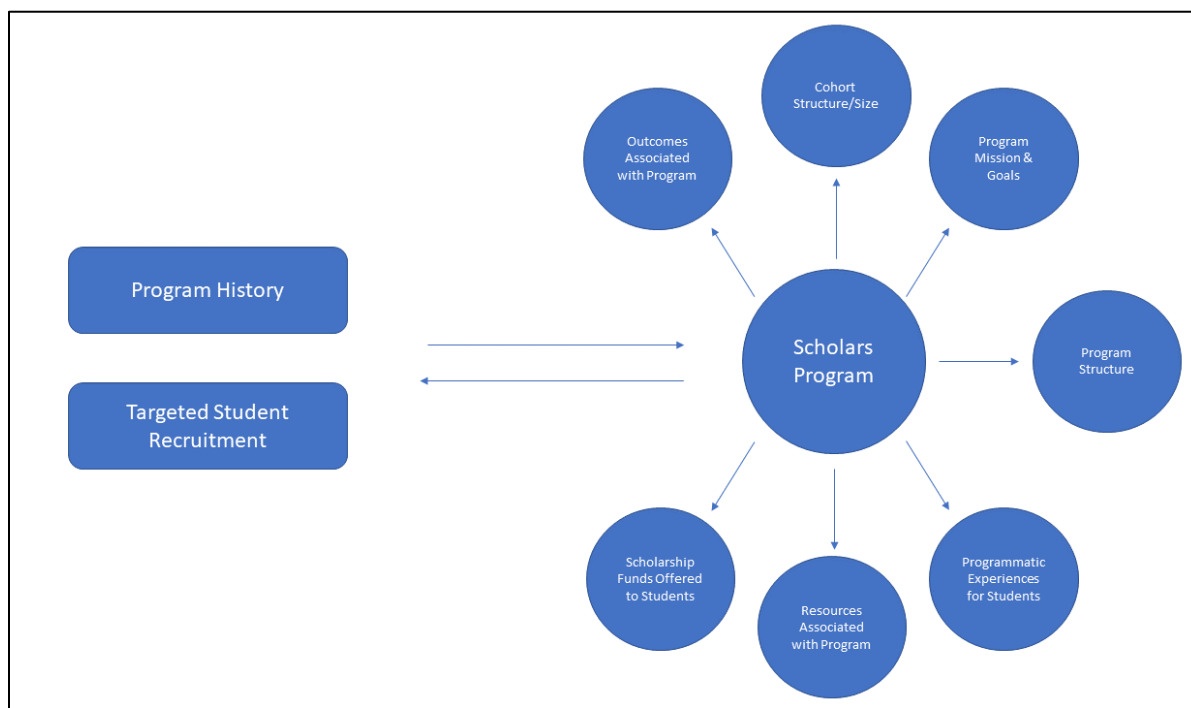 Program History
Targeted Student
Recruitment
Outcomes
Associated
with Program
Cohort
Structure/Size
Program
Mission &
Goals
Scholars
Program
Program
Structure
Scholarship
Funds Offered
to Students
Resources
Associated
with Program
Programmatic
Experiences
for Students